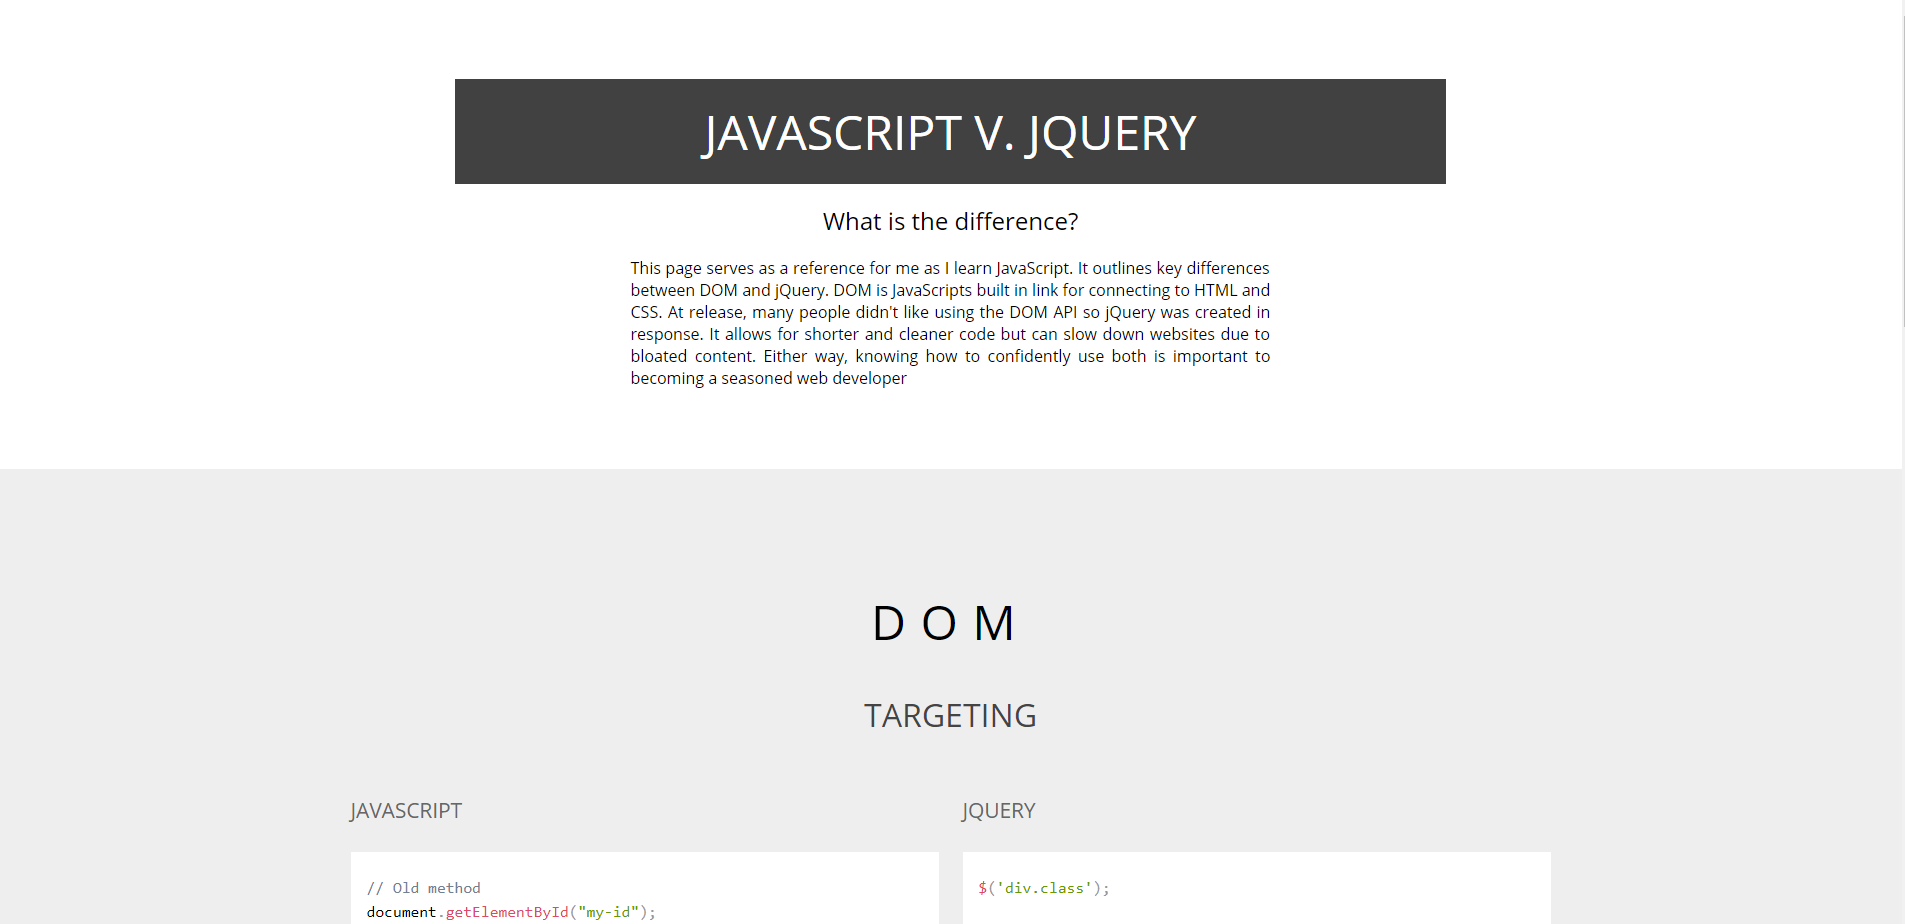 JAVASCRIPT V. JQUERY
What is the difference?
This page serves as a reference for me as I learn JavaScript. It outlines key differences
between DOM and jQuery. DOM is JavaScripts built in link for connecting to HTML and
CSS. At release, many people didn't like using the DOM API so jQuery was created in
response. It allows for shorter and cleaner code but can slow down websites due to
bloated content. Either way, knowing how to confidently use both is important to
becoming a seasoned web developer
D O M
TARGETING
JAVASCRIPT
// Old method
document.getElementById("my-id");
JQUERY
$('div.class');